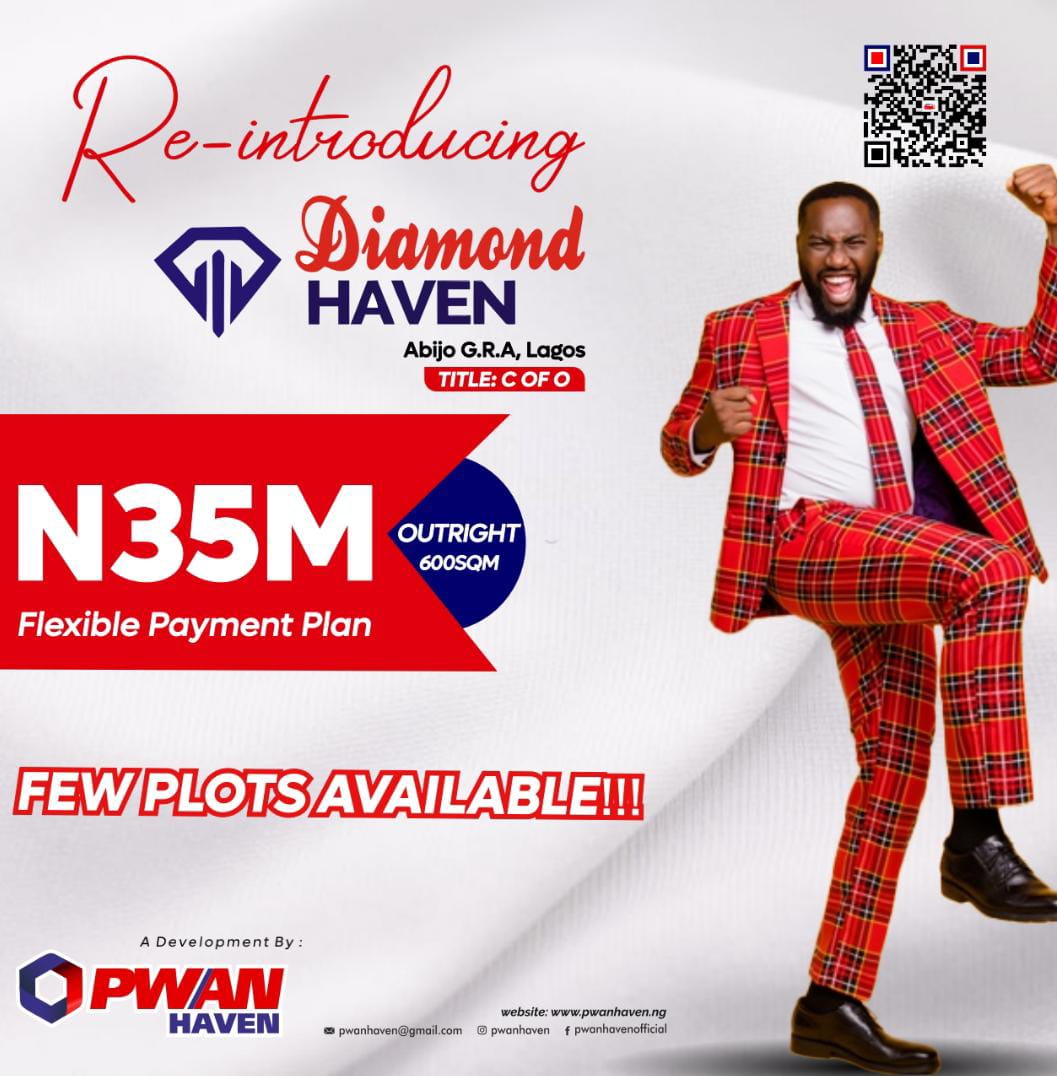 Re-introducing
Diamond
HAVEN
Abijo G.R.A, Lagos
TITLE: C OF O
N35M
OUTRIGHT
600SQM
Flexible Payment Plan
FEW PLOTS AVAILABLE!!!
A Development By :
PWAN
HAVEN
website: www.pwanhaven.ng
pwanhaven@gmail.com pwanhaven pwanhavenofficial